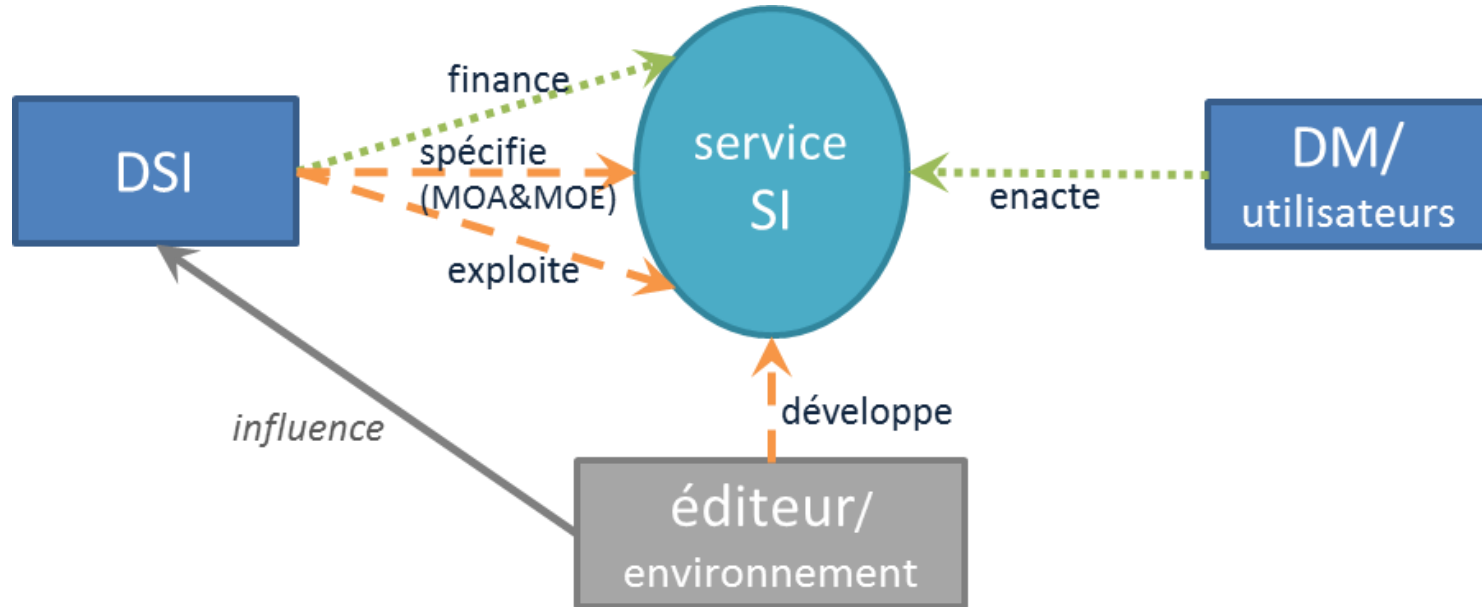 finance
DSI
spécifie
(MOA&MOE)
exploite
service
SI
enacte
DM/
utilisateurs
influence
développe
éditeur/
environnement